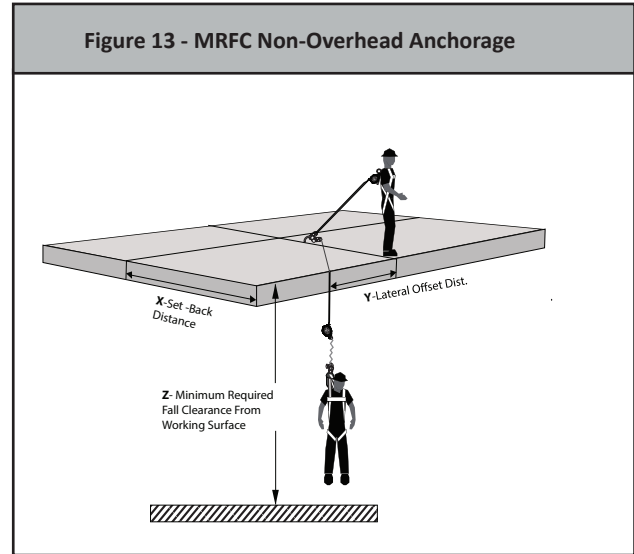 Figure 13 - MRFC Non-Overhead Anchorage
X-Set -Back
Distance
Y-Lateral Offset Dist.
Z- Minimum Required
Fall Clearance From
Working Surface